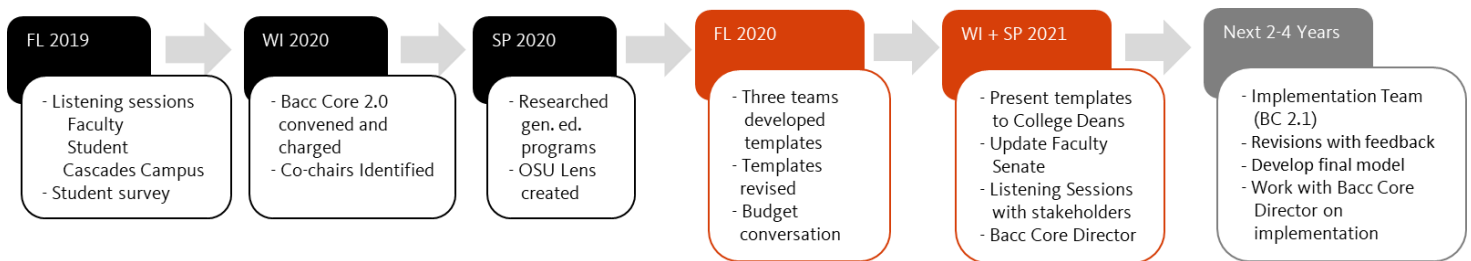 FL 2019
- Listening sessions
Faculty
Student
Cascades Campus
- Student survey
WI 2020
- Bacc Core 2.0
convened and
charged
- Co-chairs Identified
SP 2020
- Researched
gen. ed.
programs
- OSU Lens
created
FL 2020
- Three teams
developed
templates
- Templates
revised
- Budget
conversation
WI + SP 2021
- Present templates
to College Deans
- Update Faculty
Senate
- Listening Sessions
with stakeholders
- Bacc Core Director
Next 2-4 Years
- Implementation Team
(BC 2.1)
- Revisions with feedback
- Develop final model
- Work with Bacc Core
Director on
implementation